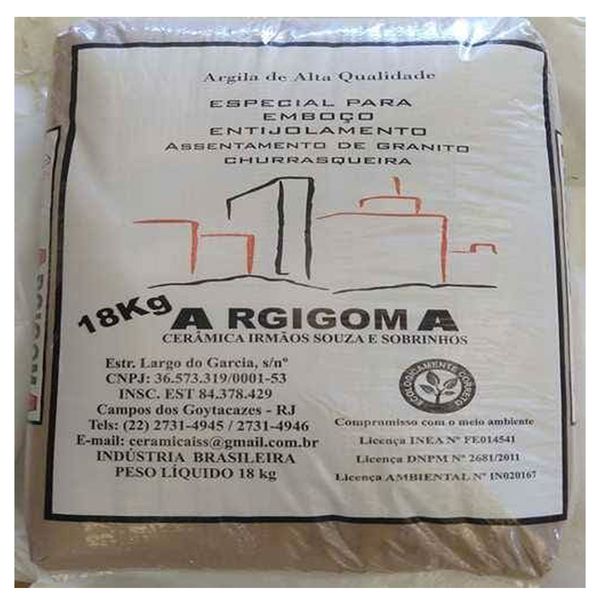 Argila de Alta Qualidade
ESPECIAL PARA
EMBOÇO
ENTIJOLAMENTO
ASSENTAMENTO DE GRANITO
CHURRASQUEIRA
18Kg
ARGIGOMA
CERÂMICA IRMÃOS SOUZA E SOBRINHOS
Estr. Largo do Garcia, s/nº
CNPJ: 36.573.319/0001-53
INSC. EST 84.378.429
Campos dos Goytacazes - RJ
Tels: (22) 2731-4945 / 2731-4946
E-mail: ceramicaiss@gmail.com.br
INDÚSTRIA BRASILEIRA
PESO LÍQUIDO 18 kg
ECOLOGICAMENTE CORRETO
Compromisso com o meio ambiente
Licença INEA Nº FE014541
Licença DNPM Nº 2681/2011
Licença AMBIENTAL Nº IN020167